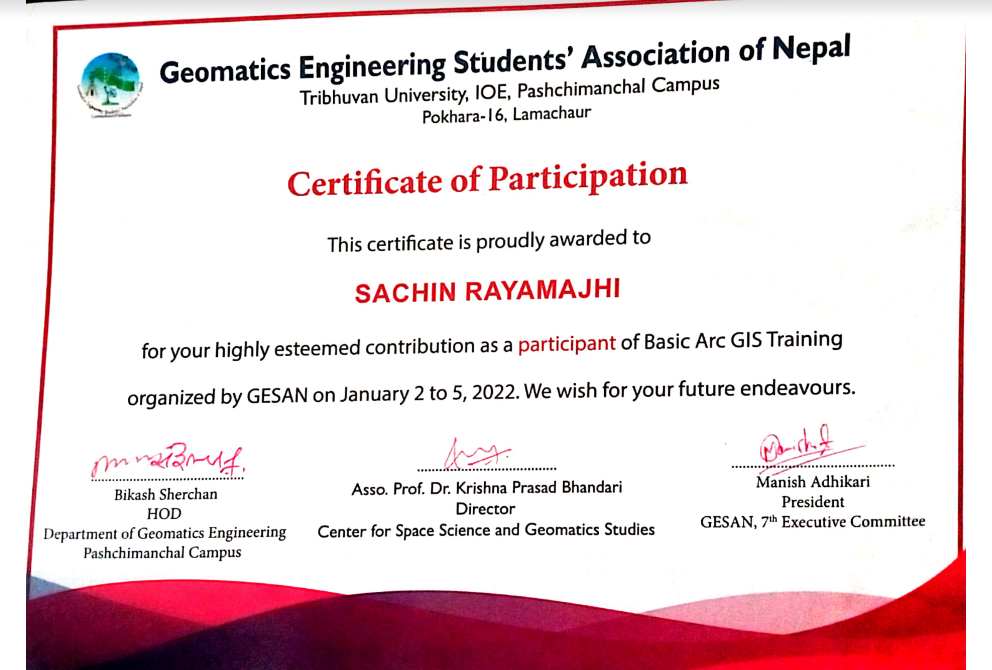 Geomatics Engineering Students' Association of Nepal
Tribhuvan University, IOE, Pashchimanchal Campus
Pokhara-16, Lamachaur
Certificate of Participation
This certificate is proudly awarded to
SACHIN RAYAMAJHI
for your highly esteemed contribution as a participant of Basic Arc GIS Training
organized by GESAN on January 2 to 5, 2022. We wish for your future endeavours.
Bikash Sherchan
HOD
Department of Geomatics Engineering
Pashchimanchal Campus
Asso. Prof. Dr. Krishna Prasad Bhandari
Director
Center for Space Science and Geomatics Studies
Manish Adhikari
President
GESAN, 7th Executive Committee